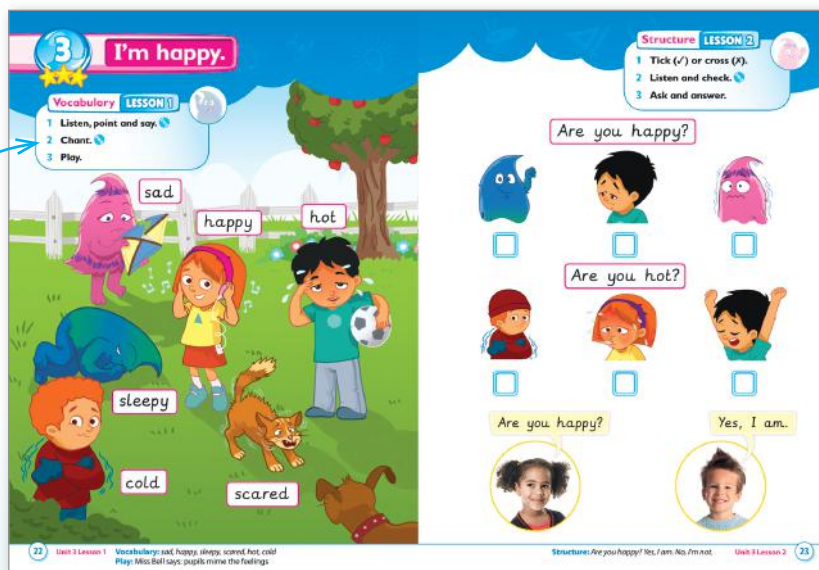 3
I'm happy.
Vocabulary LESSON 1
1 Listen, point and say.
2 Chant.
3 Play.
sad
happy
hot
sleepy
cold
scared
22 Unit 3 Lesson 1 Vocabulary: sad, happy, sleepy, scared, hot, cold
Play: Miss Bell says: pupils mime the feelings
Structure LESSON 2
1 Tick (✓) or cross (✗).
2 Listen and check.
3 Ask and answer.
Are you happy?
Are you hot?
Are you happy?
Yes, I am.
Structure: Are you happy? Yes, I am. No, I'm not. Unit 3 Lesson 2 23